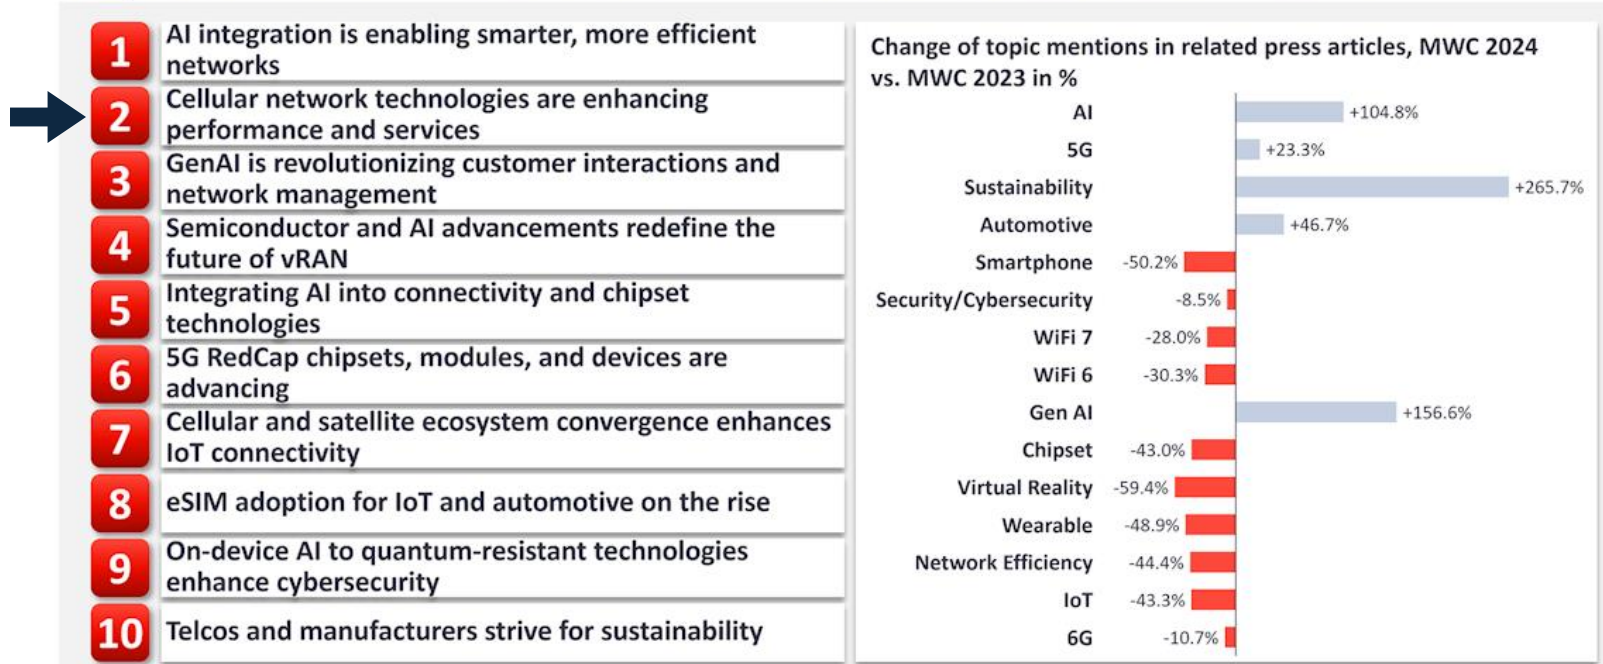 1
AI integration is enabling smarter, more efficient
networks
2
Cellular network technologies are enhancing
performance and services
3
GenAI is revolutionizing customer interactions and
network management
4
Semiconductor and AI advancements redefine the
future of vRAN
5
Integrating AI into connectivity and chipset
technologies
6
5G RedCap chipsets, modules, and devices are
advancing
7
Cellular and satellite ecosystem convergence enhances
IoT connectivity
8
eSIM adoption for IoT and automotive on the rise
9
On-device AI to quantum-resistant technologies
enhance cybersecurity
10
Telcos and manufacturers strive for sustainability
Change of topic mentions in related press articles, MWC 2024
vs. MWC 2023 in %
AI +104.8%
5G +23.3%
Sustainability +265.7%
Automotive +46.7%
Smartphone -50.2%
Security/Cybersecurity -8.5%
WiFi 7 -28.0%
WiFi 6 -30.3%
Gen AI +156.6%
Chipset -43.0%
Virtual Reality -59.4%
Wearable -48.9%
Network Efficiency -44.4%
IoT -43.3%
6G -10.7%